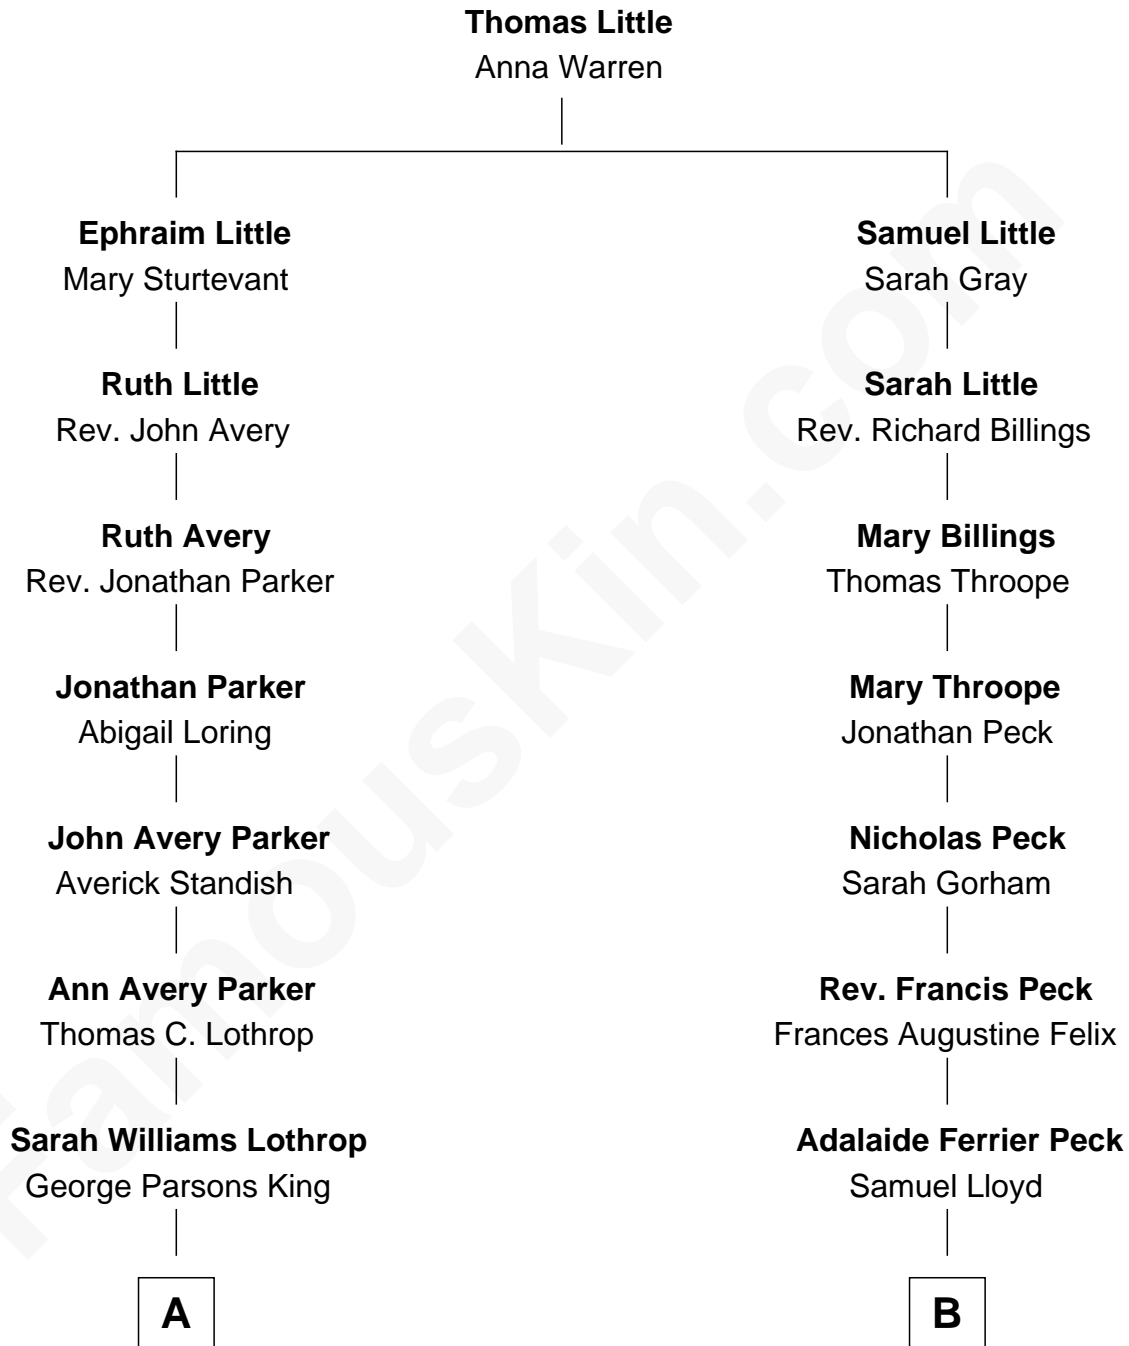 Thomas Little
Anna Warren
Ephraim Little
Mary Sturtevant
Samuel Little
Sarah Gray
Ruth Little
Rev. John Avery
Sarah Little
Rev. Richard Billings
Ruth Avery
Rev. Jonathan Parker
Mary Billings
Thomas Throope
Jonathan Parker
Abigail Loring
Mary Throope
Jonathan Peck
John Avery Parker
Averick Standish
Nicholas Peck
Sarah Gorham
Ann Avery Parker
Thomas C. Lothrop
Rev. Francis Peck
Frances Augustine Felix
Sarah Williams Lothrop
George Parsons King
Adalaide Ferrier Peck
Samuel Lloyd
A
B
FamousKin.com